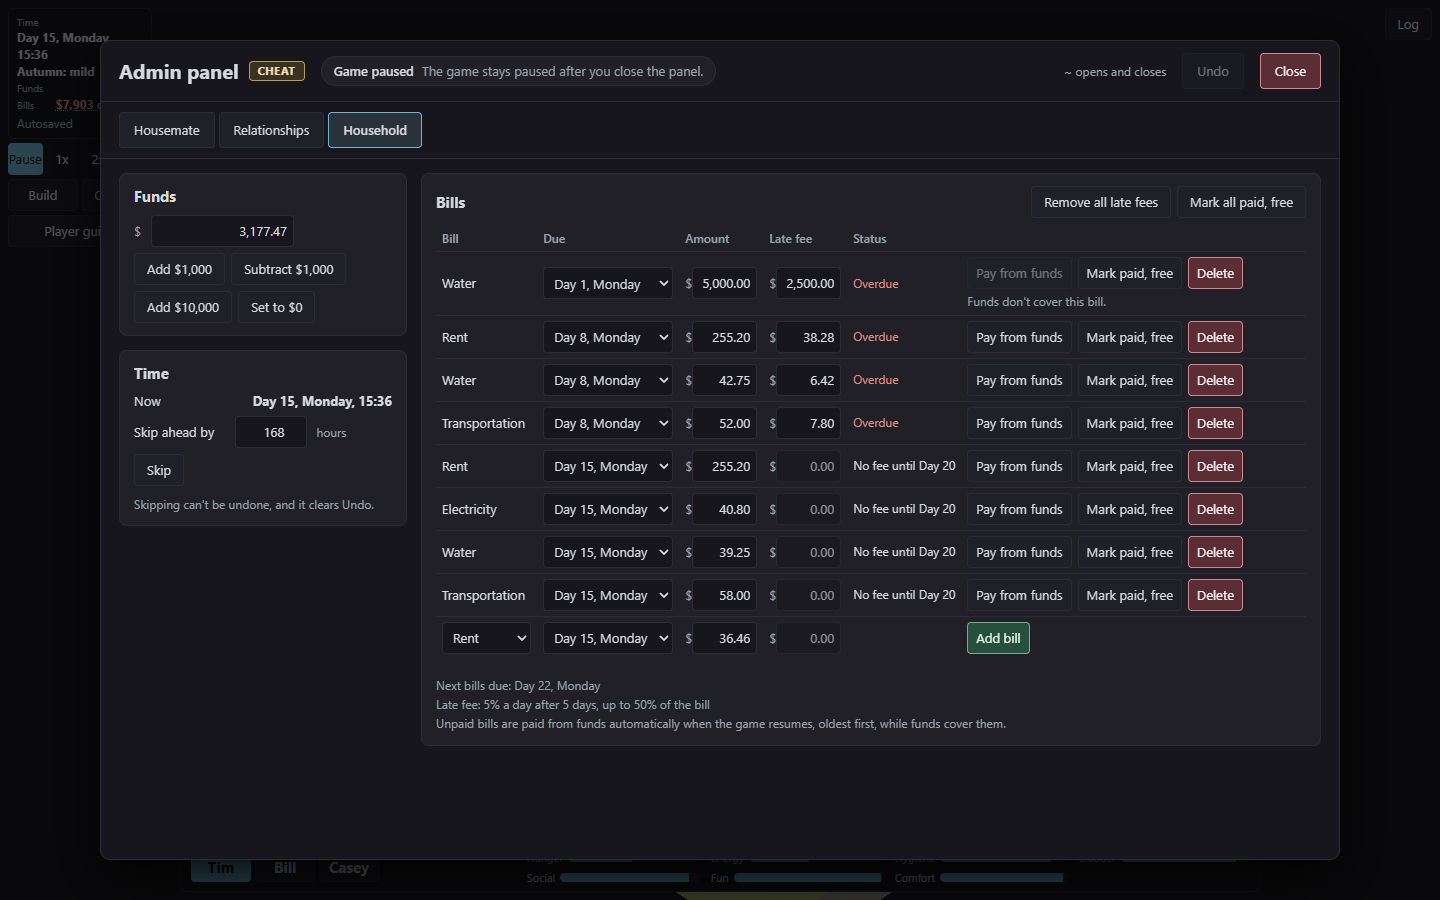 Time
Day 15, Monday
15:36
Autumn: mild
Funds
Bills $7,903
Autosaved
Pause 1x
Build
Player gui
Log
Admin panel CHEAT Game paused The game stays paused after you close the panel. ~ opens and closes Undo Close
Housemate Relationships Household
Funds
$ 3,177.47
Add $1,000 Subtract $1,000
Add $10,000 Set to $0
Time
Now Day 15, Monday, 15:36
Skip ahead by 168 hours
Skip
Skipping can't be undone, and it clears Undo.
Bills Remove all late fees Mark all paid, free
Bill Due Amount Late fee Status
Water Day 1, Monday $ 5,000.00 $ 2,500.00 Overdue Pay from funds Mark paid, free Delete
Funds don't cover this bill.
Rent Day 8, Monday $ 255.20 $ 38.28 Overdue Pay from funds Mark paid, free Delete
Water Day 8, Monday $ 42.75 $ 6.42 Overdue Pay from funds Mark paid, free Delete
Transportation Day 8, Monday $ 52.00 $ 7.80 Overdue Pay from funds Mark paid, free Delete
Rent Day 15, Monday $ 255.20 $ 0.00 No fee until Day 20 Pay from funds Mark paid, free Delete
Electricity Day 15, Monday $ 40.80 $ 0.00 No fee until Day 20 Pay from funds Mark paid, free Delete
Water Day 15, Monday $ 39.25 $ 0.00 No fee until Day 20 Pay from funds Mark paid, free Delete
Transportation Day 15, Monday $ 58.00 $ 0.00 No fee until Day 20 Pay from funds Mark paid, free Delete
Rent Day 15, Monday $ 36.46 $ 0.00 Add bill
Next bills due: Day 22, Monday
Late fee: 5% a day after 5 days, up to 50% of the bill
Unpaid bills are paid from funds automatically when the game resumes, oldest first, while funds cover them.
Tim Bill Casey
Social Fun Comfort